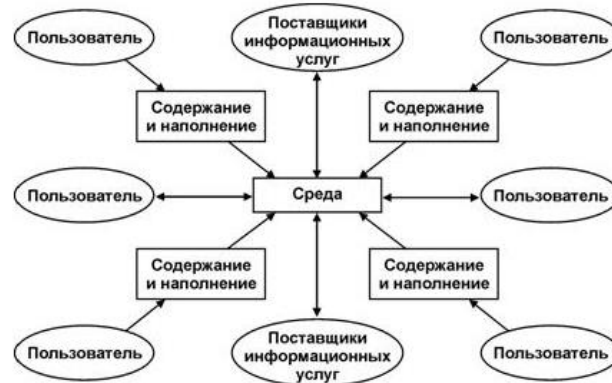 Пользователь
Поставщики
информационных
услуг
Пользователь
Содержание
и наполнение
Содержание
и наполнение
Пользователь
Среда
Пользователь
Содержание
и наполнение
Содержание
и наполнение
Пользователь
Поставщики
информационных
услуг
Пользователь